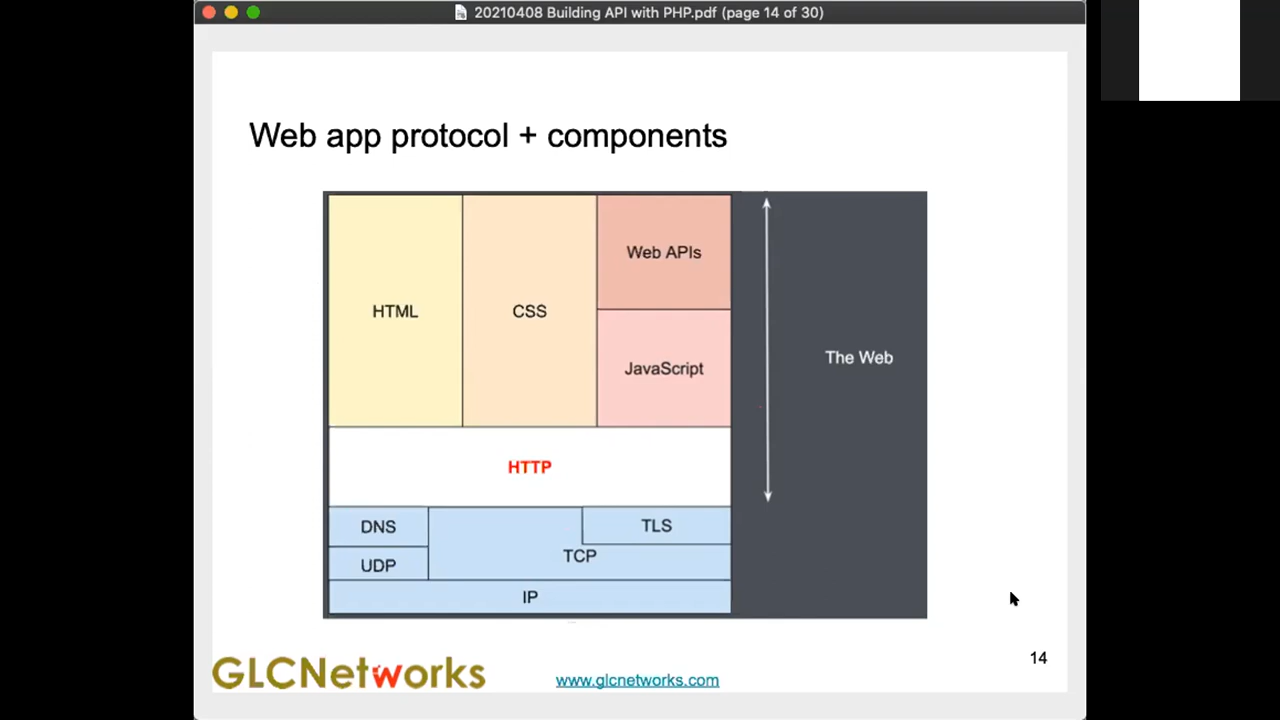 20210408 Building API with PHP.pdf (page 14 of 30)
Web app protocol + components
HTML
CSS
Web APIs
JavaScript
The Web
HTTP
DNS
TLS
TCP
UDP
IP
14
GLCNetworks
www.glcnetworks.com